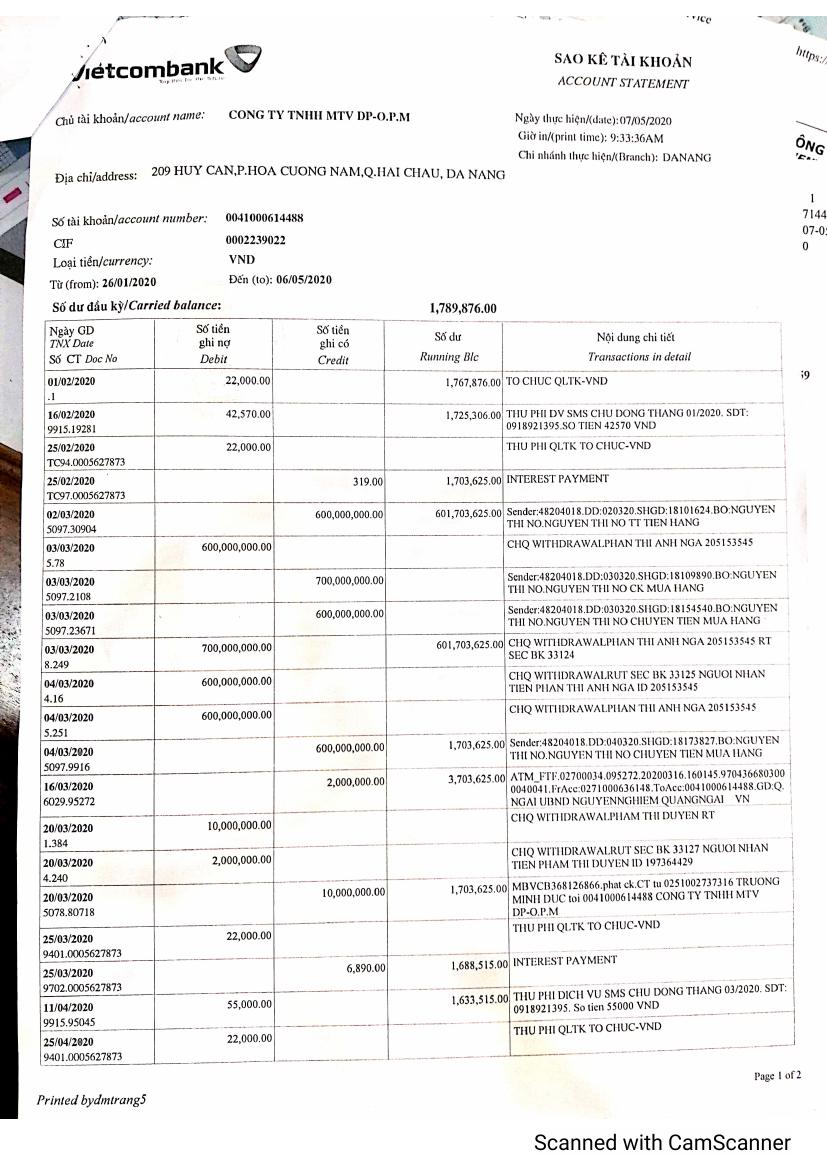 vice
https:/
Vietcombank
Together for the future
SAO KÊ TÀI KHOẢN
ACCOUNT STATEMENT
Chủ tài khoản/account name: CONG TY TNHH MTV DP-O.P.M
Ngày thực hiện/(date):07/05/2020
Giờ in/(print time): 9:33:36AM
Chi nhánh thực hiện/(Branch): DANANG
ÔNG
Địa chỉ/address: 209 HUY CAN,P.HOA CUONG NAM,Q.HAI CHAU, DA NANG
1
7144
07-0
0
Số tài khoản/account number: 0041000614488
CIF 0002239022
Loại tiền/currency: VND
Từ (from): 26/01/2020 Đến (to): 06/05/2020
Số dư đầu kỳ/Carried balance: 1,789,876.00
Ngày GD
TNX Date
Số CT Doc No
Số tiền
ghi nợ
Debit
Số tiền
ghi có
Credit
Số dư
Running Blc
Nội dung chi tiết
Transactions in detail
01/02/2020 22,000.00 1,767,876.00 TO CHUC QLTK-VND
.1
16/02/2020 42,570.00 1,725,306.00 THU PHI DV SMS CHU DONG THANG 01/2020. SDT:
9915.19281 0918921395.SO TIEN 42570 VND
25/02/2020 22,000.00 THU PHI QLTK TO CHUC-VND
TC94.0005627873
25/02/2020 319.00 1,703,625.00 INTEREST PAYMENT
TC97.0005627873
02/03/2020 600,000,000.00 601,703,625.00 Sender:48204018.DD:020320.SHGD:18101624.BO:NGUYEN
5097.30904 THI NO.NGUYEN THI NO TT TIEN HANG
03/03/2020 600,000,000.00 CHQ WITHDRAWALPHAN THI ANH NGA 205153545
5.78
03/03/2020 700,000,000.00 Sender:48204018.DD:030320.SHGD:18109890.BO:NGUYEN
5097.2108 THI NO.NGUYEN THI NO CK MUA HANG
03/03/2020 600,000,000.00 Sender:48204018.DD:030320.SHGD:18154540.BO:NGUYEN
5097.23671 THI NO.NGUYEN THI NO CHUYEN TIEN MUA HANG
03/03/2020 700,000,000.00 601,703,625.00 CHQ WITHDRAWALPHAN THI ANH NGA 205153545 RT
8.249 SEC BK 33124
04/03/2020 600,000,000.00 CHQ WITHDRAWALRUT SEC BK 33125 NGUOI NHAN
4.16 TIEN PHAN THI ANH NGA ID 205153545
04/03/2020 600,000,000.00 CHQ WITHDRAWALPHAN THI ANH NGA 205153545
5.251
04/03/2020 600,000,000.00 1,703,625.00 Sender:48204018.DD:040320.SHGD:18173827.BO:NGUYEN
5097.9916 THI NO.NGUYEN THI NO CHUYEN TIEN MUA HANG
16/03/2020 2,000,000.00 3,703,625.00 ATM_FTF.02700034.095272.20200316.160145.970436680300
6029.95272 0040041.FrAcc:0271000636148.ToAcc:0041000614488.GD:Q.
NGAI UBND NGUYENNGHIEM QUANGNGAI VN
20/03/2020 10,000,000.00 CHQ WITHDRAWALPHAM THI DUYEN RT
1.384
20/03/2020 2,000,000.00 CHQ WITHDRAWALRUT SEC BK 33127 NGUOI NHAN
4.240 TIEN PHAM THI DUYEN ID 197364429
20/03/2020 10,000,000.00 1,703,625.00 MBVCB368126866.phat ck.CT tu 0251002737316 TRUONG
5078.80718 MINH DUC toi 0041000614488 CONG TY TNHH MTV
DP-O.P.M
25/03/2020 22,000.00 THU PHI QLTK TO CHUC-VND
9401.0005627873
25/03/2020 6,890.00 1,688,515.00 INTEREST PAYMENT
9702.0005627873
11/04/2020 55,000.00 1,633,515.00 THU PHI DICH VU SMS CHU DONG THANG 03/2020. SDT:
9915.95045 0918921395. So tien 55000 VND
25/04/2020 22,000.00 THU PHI QLTK TO CHUC-VND
9401.0005627873
Page 1 of 2
Printed bydmtrang5
Scanned with CamScanner